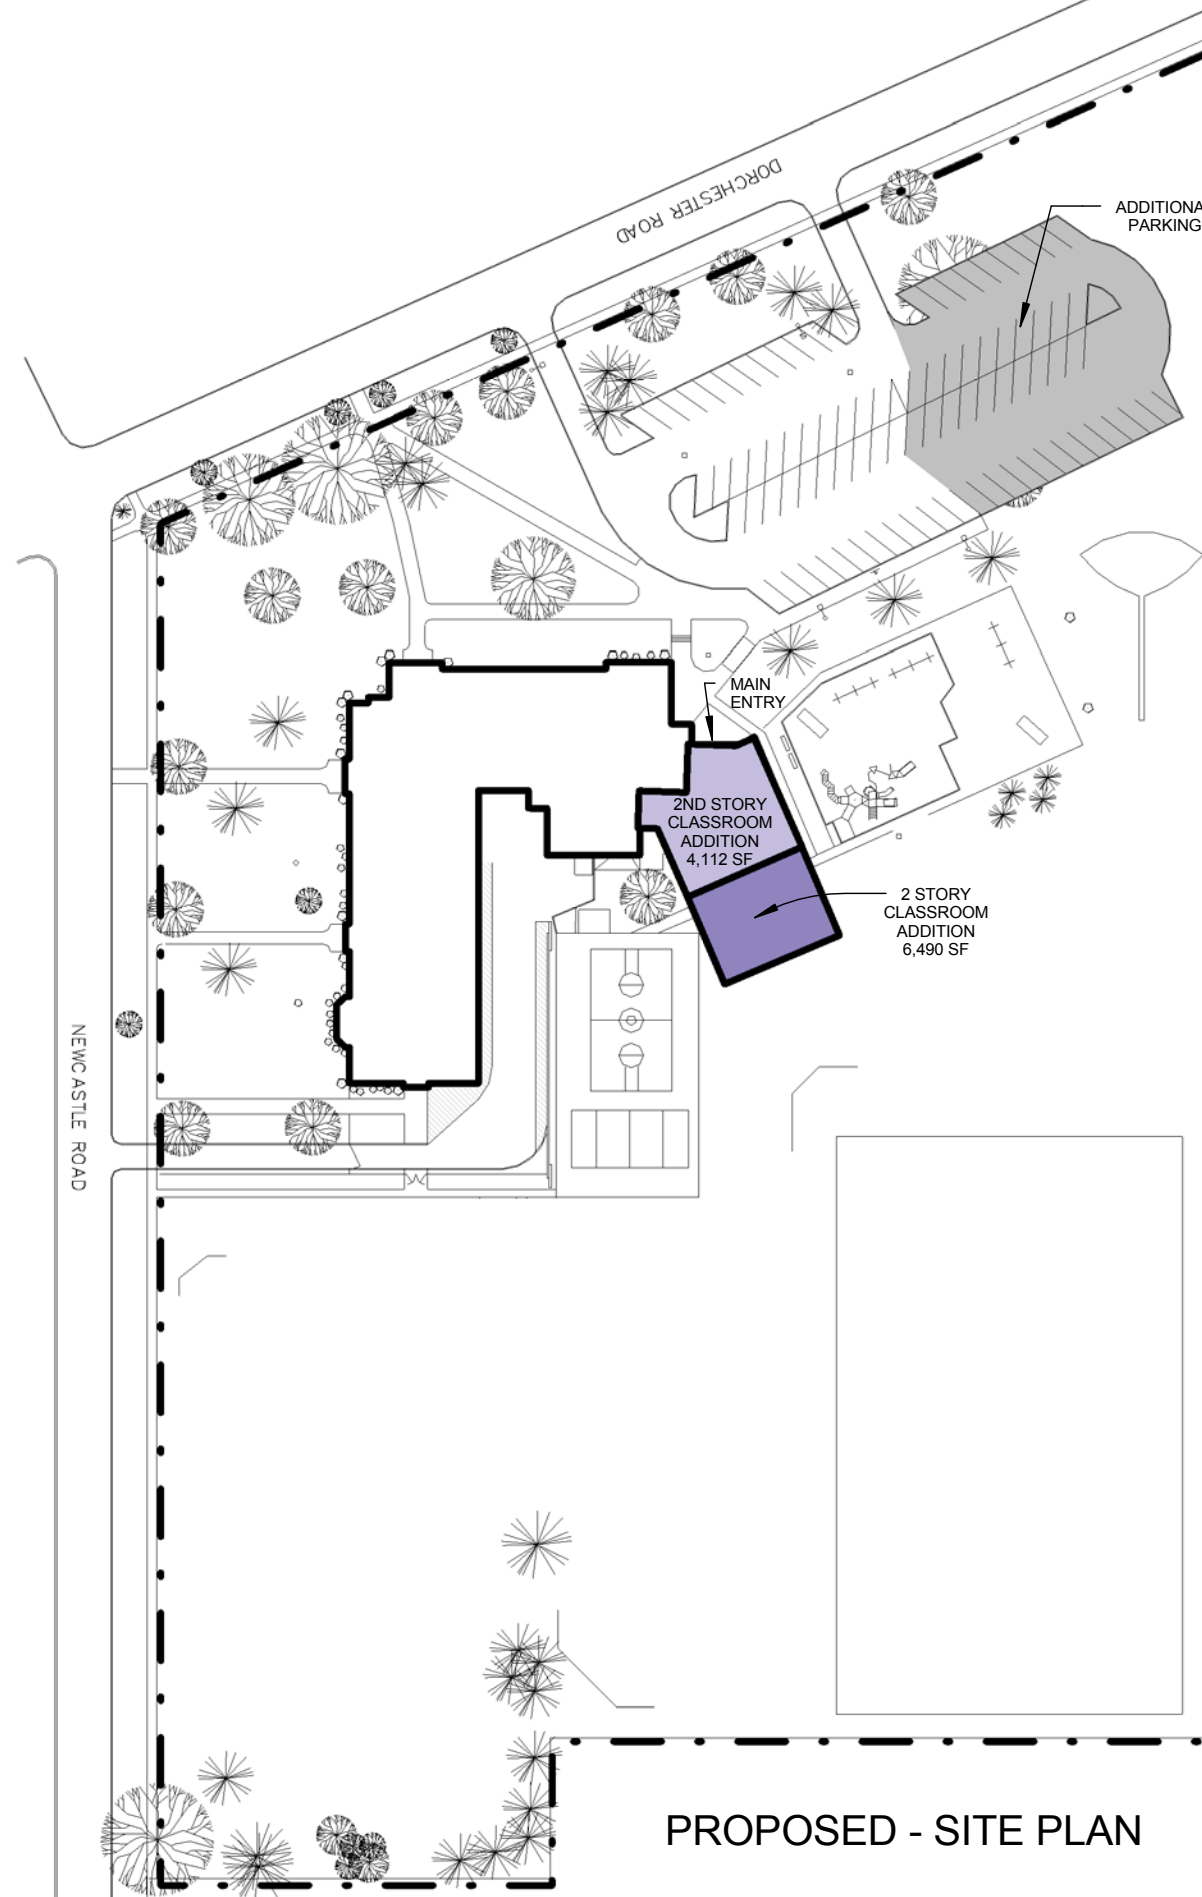 DORCHESTER ROAD
ADDITIONA
PARKING
MAIN
ENTRY
2ND STORY
CLASSROOM
ADDITION
4,112 SF
2 STORY
CLASSROOM
ADDITION
6,490 SF
NEWCASTLE ROAD
PROPOSED - SITE PLAN